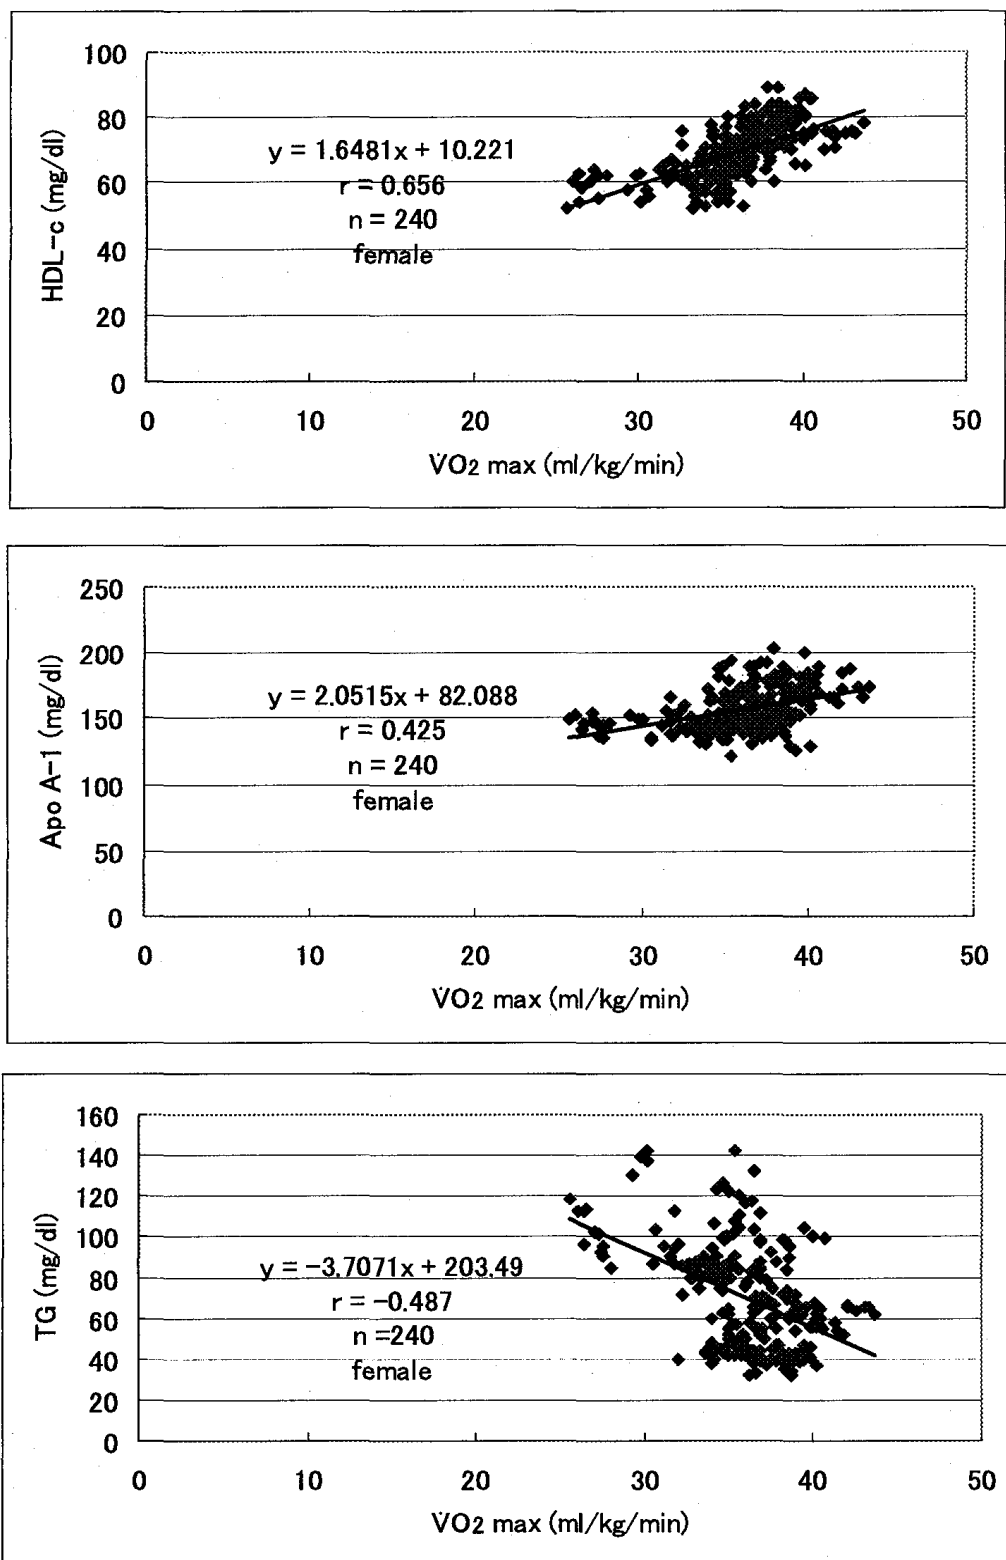 100
80
60
40
20
0
HDL-c (mg/dl)
y = 1.6481x + 10.221
r = 0.656
n = 240
female
0 10 20 30 40 50
V̇O2 max (ml/kg/min)
250
200
150
100
50
0
Apo A-1 (mg/dl)
y = 2.0515x + 82.088
r = 0.425
n = 240
female
0 10 20 30 40 50
V̇O2 max (ml/kg/min)
160
140
120
100
80
60
40
20
0
TG (mg/dl)
y = -3.7071x + 203.49
r = -0.487
n =240
female
0 10 20 30 40 50
V̇O2 max (ml/kg/min)